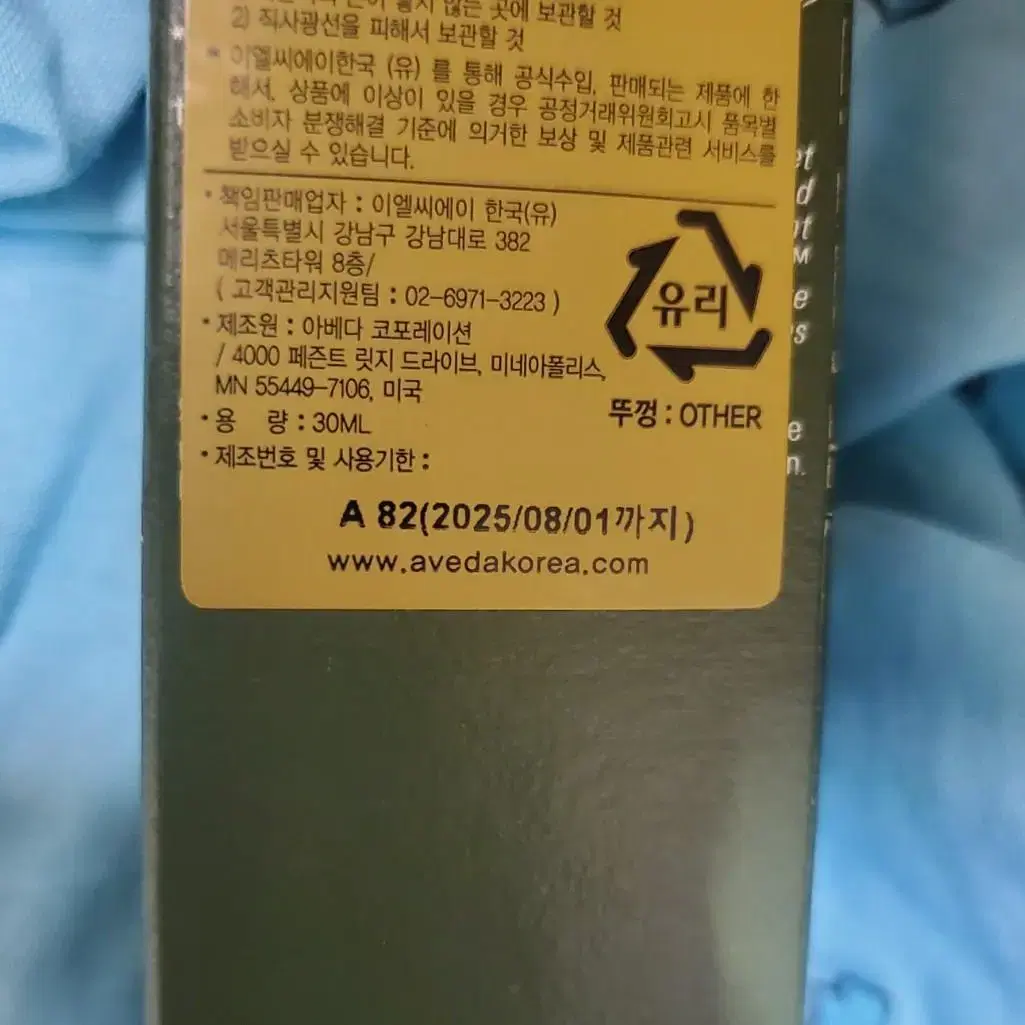 않는 곳에 보관할 것
2) 직사광선을 피해서 보관할 것
* 이엘씨에이한국 (유) 를 통해 공식수입, 판매되는 제품에 한
해서, 상품에 이상이 있을 경우 공정거래위원회고시 품목별
소비자 분쟁해결 기준에 의거한 보상 및 제품관련 서비스를
받으실 수 있습니다.
• 책임판매업자 : 이엘씨에이 한국(유)
서울특별시 강남구 강남대로 382
메리츠타워 8층/
( 고객관리지원팀 : 02-6971-3223 )
• 제조원 : 아베다 코포레이션
/ 4000 페즌트 릿지 드라이브, 미네아폴리스,
MN 55449-7106, 미국
• 용 량 : 30ML
• 제조번호 및 사용기한 :
유리
뚜껑 : OTHER
A 82(2025/08/01까지)
www.avedakorea.com